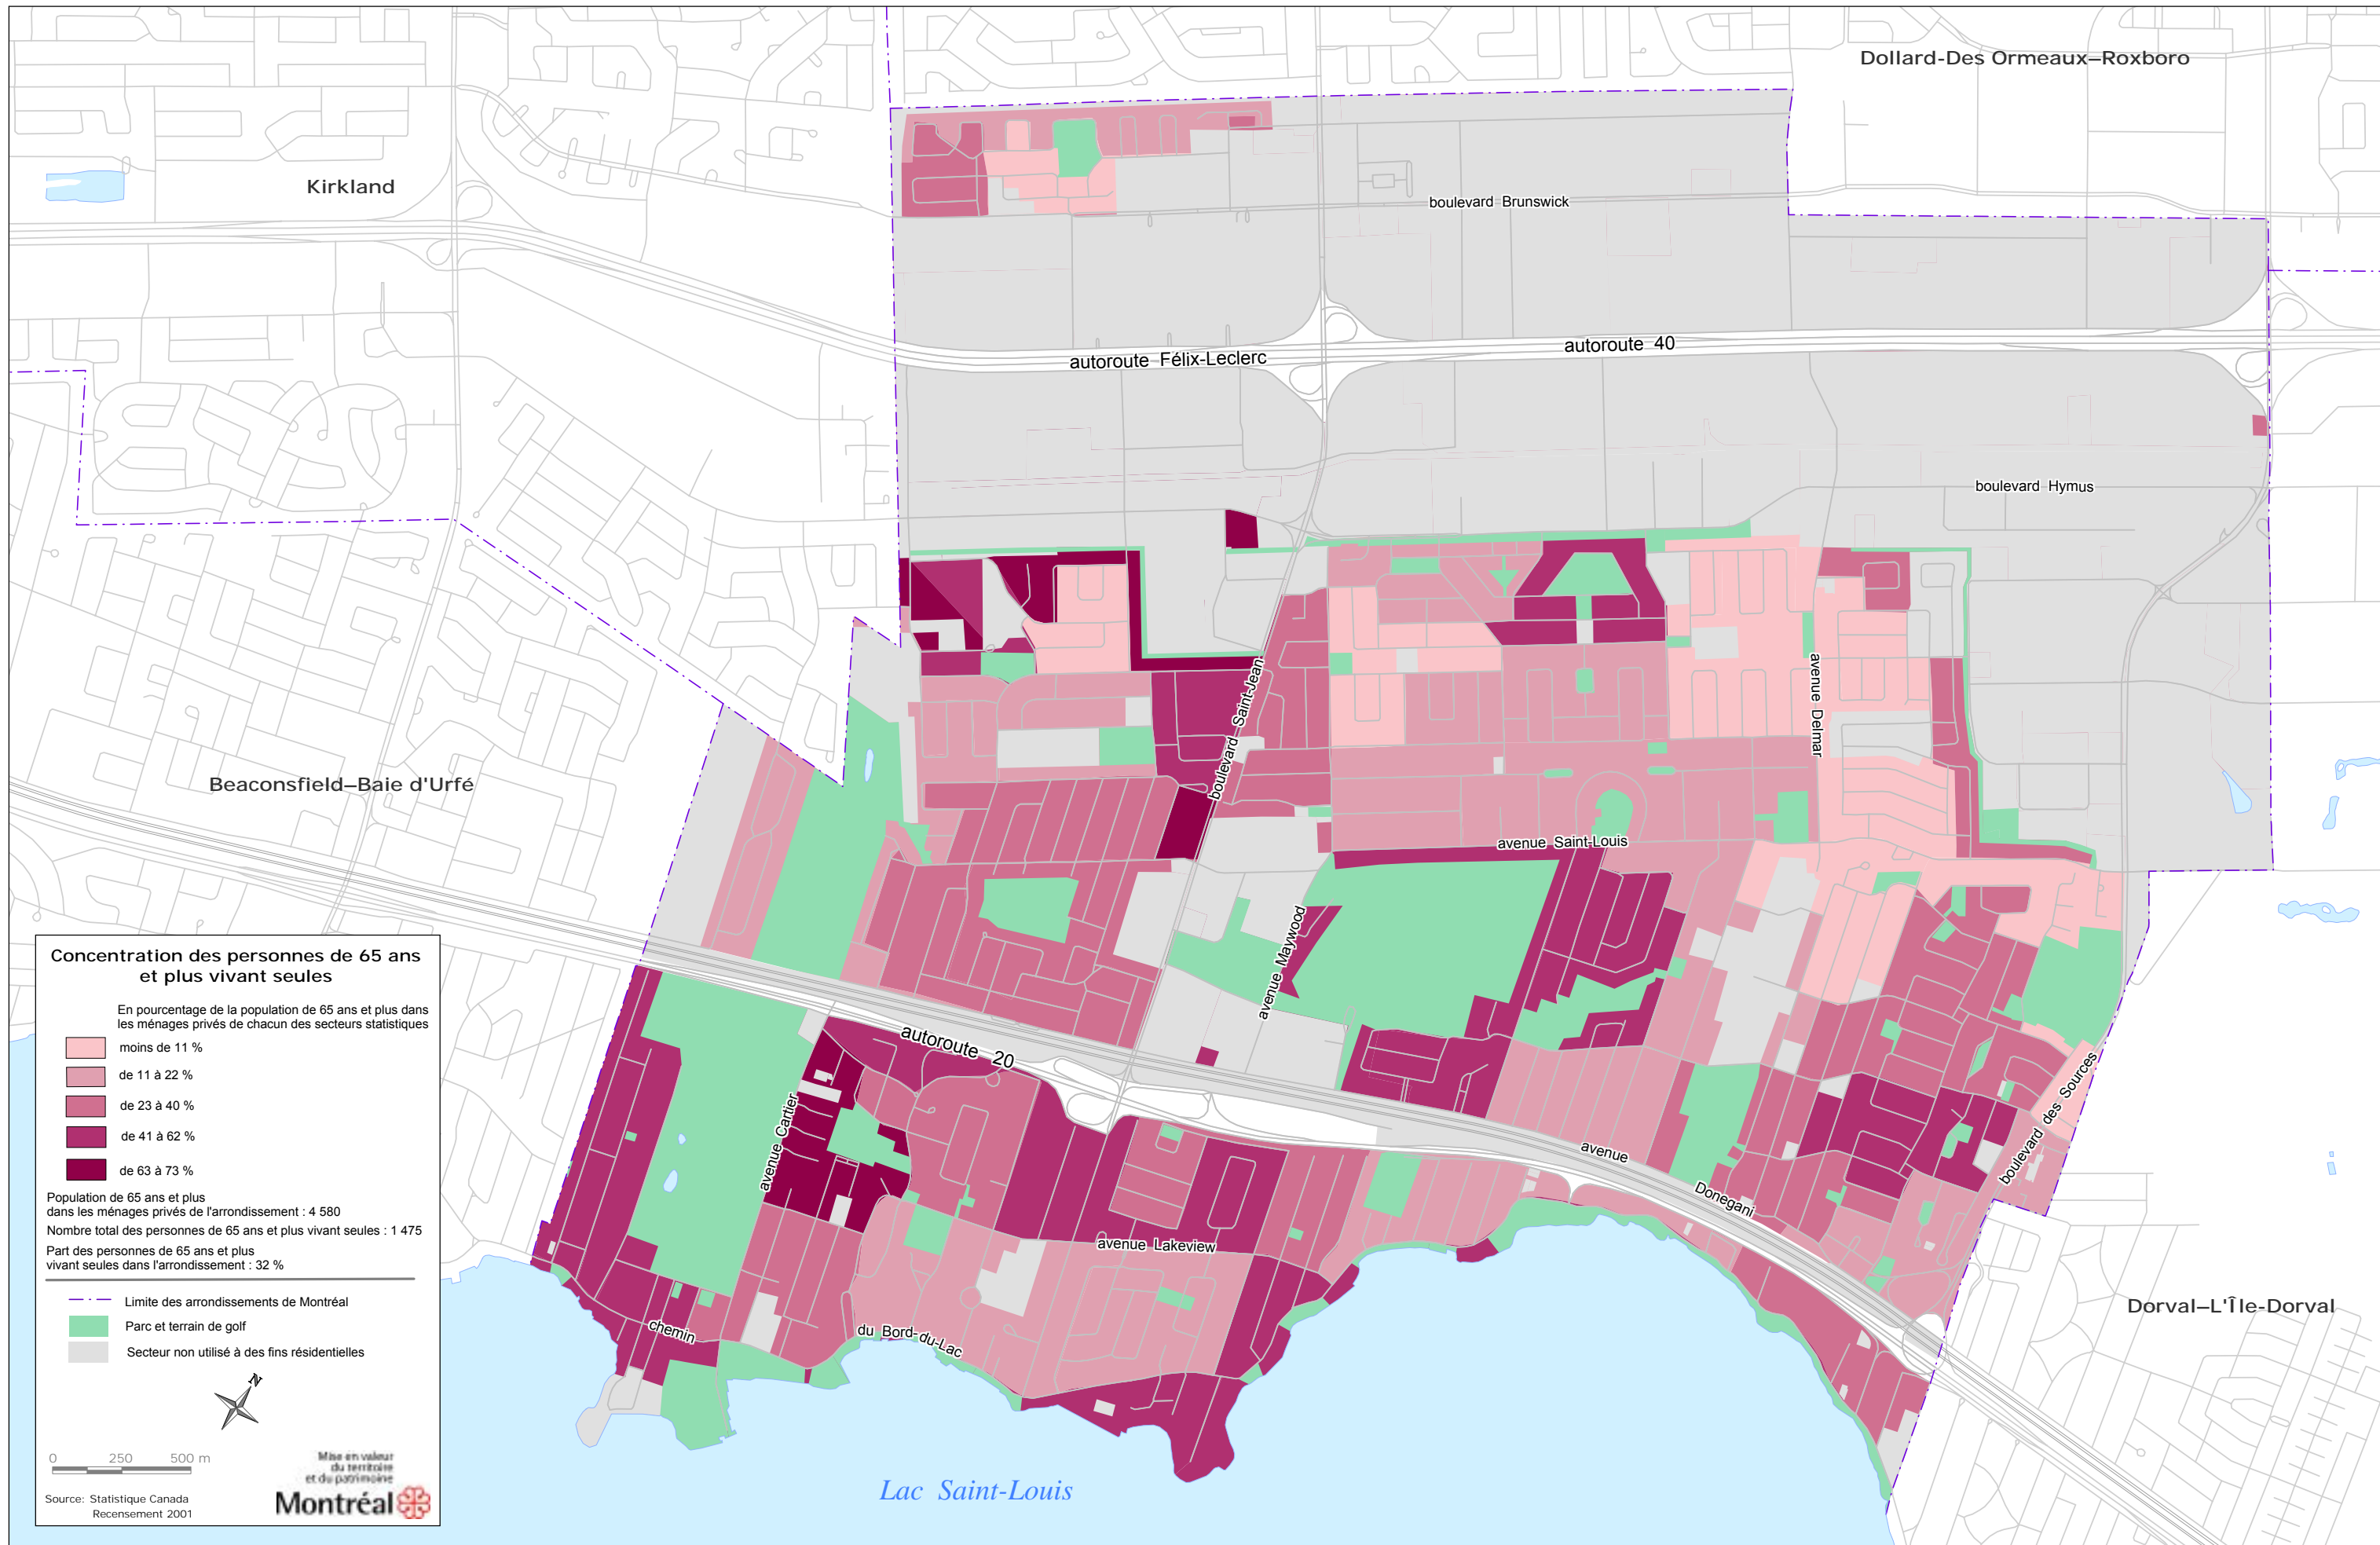 Dollard-Des Ormeaux–Roxboro
Kirkland
boulevard Brunswick
autoroute Félix-Leclerc
autoroute 40
boulevard Hymus
avenue Delmar
boulevard Saint-Jean
Beaconsfield–Baie d'Urfé
avenue Saint-Louis
avenue Maywood
autoroute 20
avenue Cartier
boulevard des Sources
avenue
Donegani
avenue Lakeview
chemin
du Bord-du-Lac
Dorval–L'Île-Dorval
Lac Saint-Louis
Concentration des personnes de 65 ans
et plus vivant seules
En pourcentage de la population de 65 ans et plus dans
les ménages privés de chacun des secteurs statistiques
moins de 11 %
de 11 à 22 %
de 23 à 40 %
de 41 à 62 %
de 63 à 73 %
Population de 65 ans et plus
dans les ménages privés de l'arrondissement : 4 580
Nombre total des personnes de 65 ans et plus vivant seules : 1 475
Part des personnes de 65 ans et plus
vivant seules dans l'arrondissement : 32 %
Limite des arrondissements de Montréal
Parc et terrain de golf
Secteur non utilisé à des fins résidentielles
N
0 250 500 m
Mise en valeur
du territoire
et du patrimoine
Montréal
Source: Statistique Canada
Recensement 2001